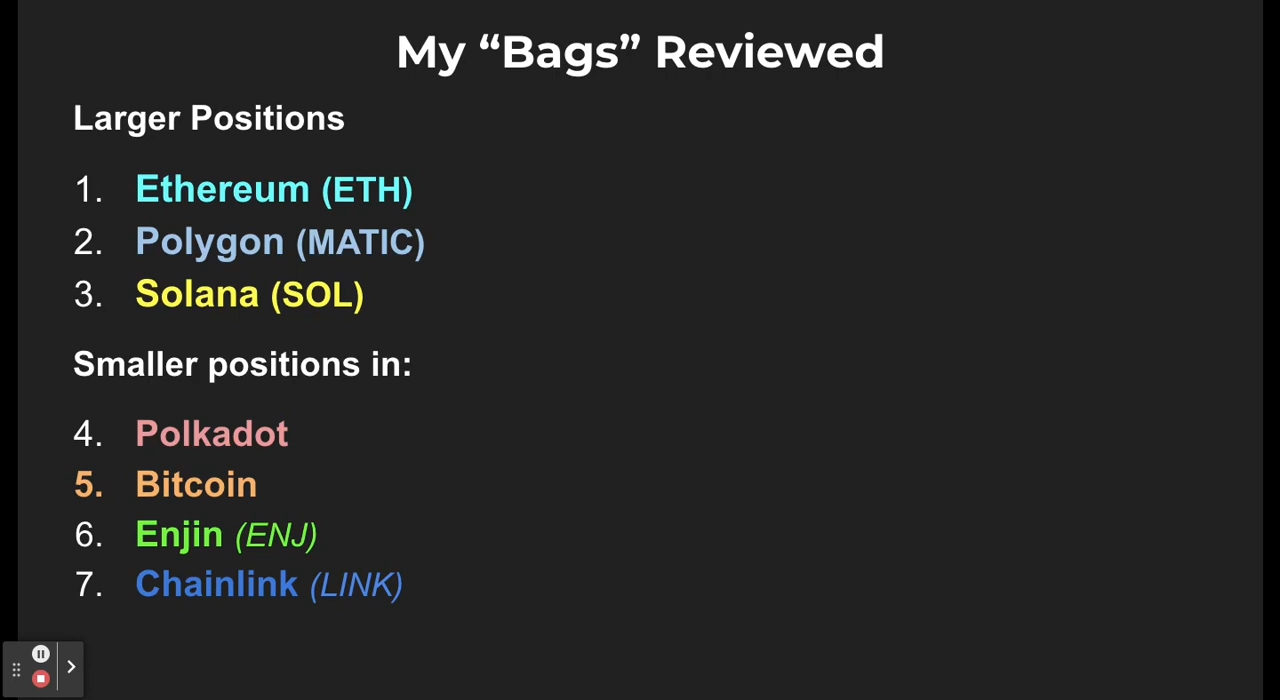 My “Bags” Reviewed
Larger Positions
1. Ethereum (ETH)
2. Polygon (MATIC)
3. Solana (SOL)
Smaller positions in:
4. Polkadot
5. Bitcoin
6. Enjin (ENJ)
7. Chainlink (LINK)